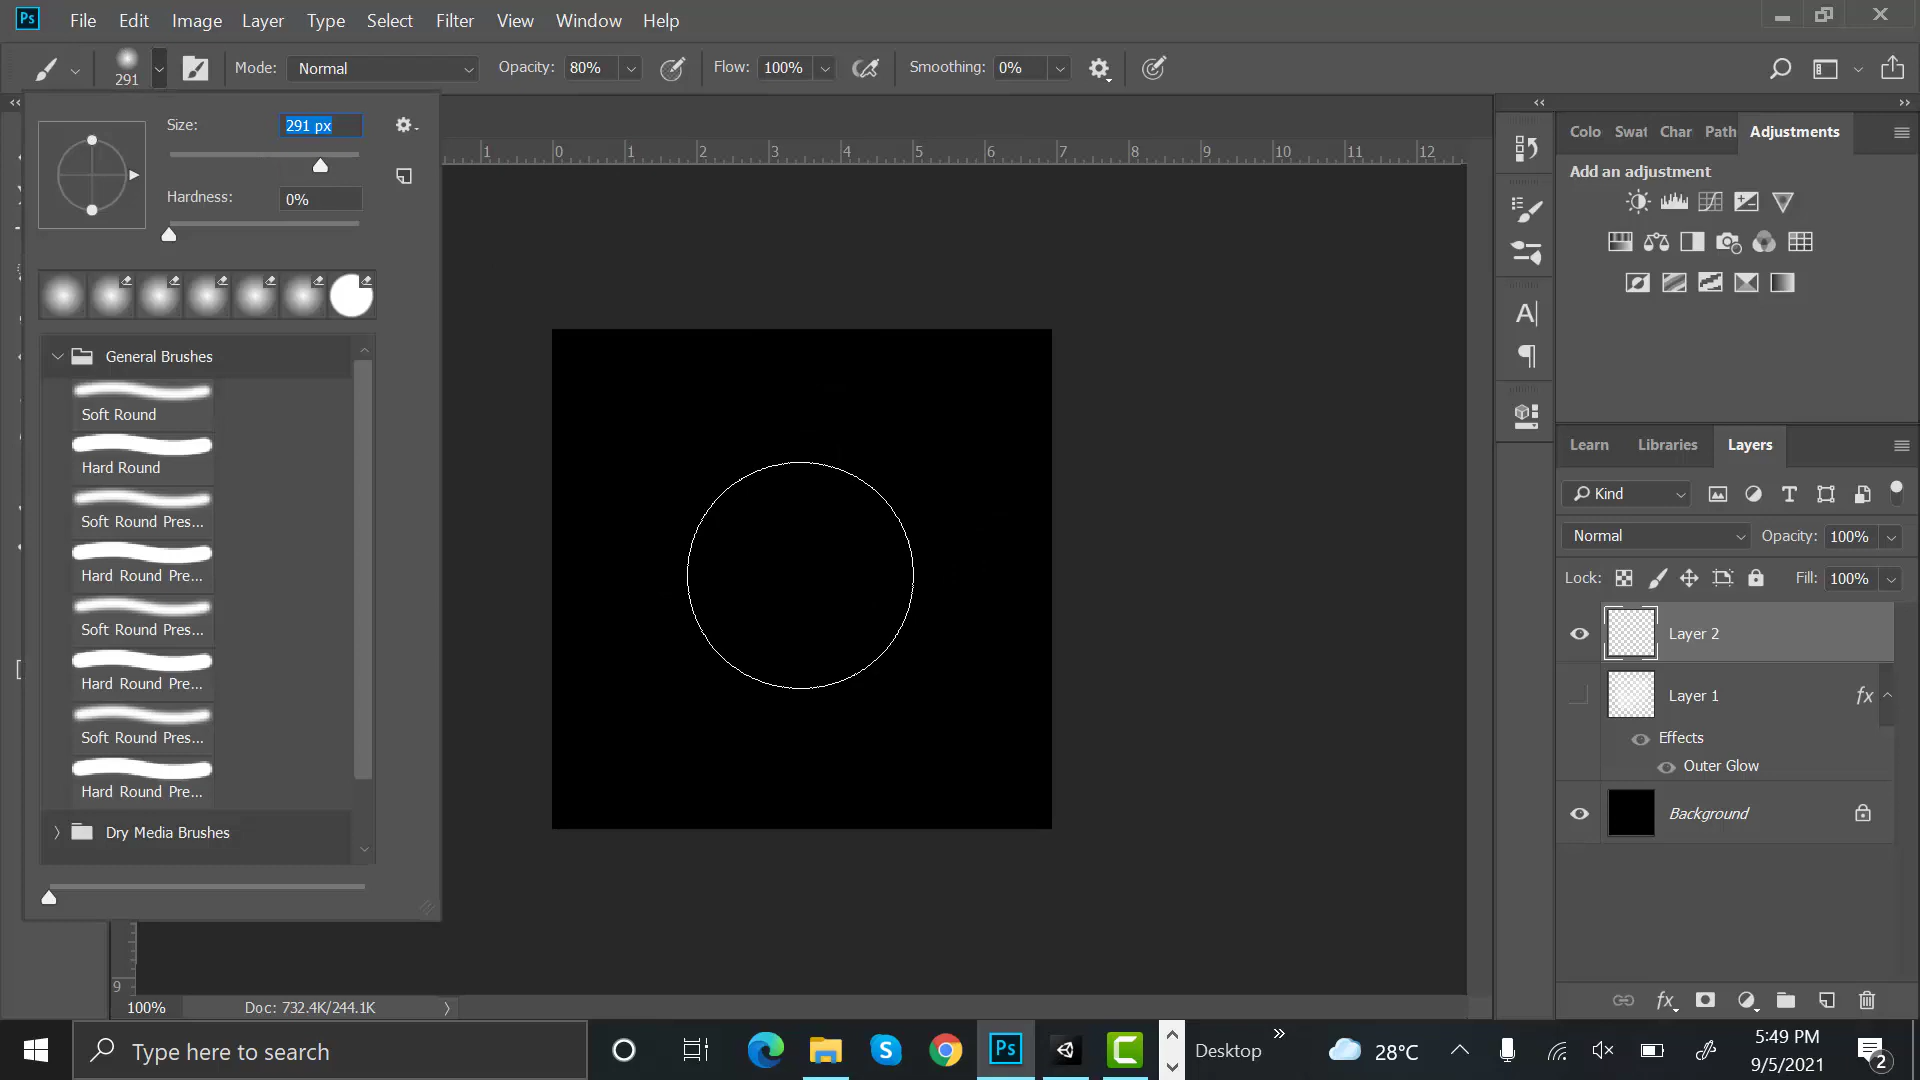 Ps File Edit Image Layer Type Select Filter View Window Help
291 Mode: Normal Opacity: 80% Flow: 100% Smoothing: 0%
Size: 291 px
Hardness: 0%
General Brushes
Soft Round
Hard Round
Soft Round Pres...
Hard Round Pre...
Soft Round Pres...
Hard Round Pre...
Soft Round Pres...
Hard Round Pre...
Dry Media Brushes
1 0 1 2 3 4 5 6 7 8 9 10 11 12
9
100% Doc: 732.4K/244.1K
Colo Swat Char Path Adjustments
Add an adjustment
Learn Libraries Layers
Kind
Normal Opacity: 100%
Lock: Fill: 100%
Layer 2
Layer 1 fx
Effects
Outer Glow
Background
fx
Type here to search
Ps
Desktop
28°C
5:49 PM
9/5/2021
2